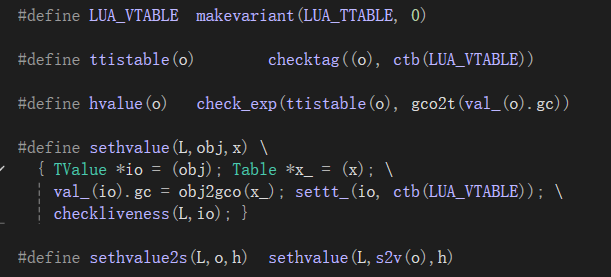 #define LUA_VTABLE  makevariant(LUA_TTABLE, 0)
#define ttistable(o)        checktag((o), ctb(LUA_VTABLE))
#define hvalue(o)   check_exp(ttistable(o), gco2t(val_(o).gc))
#define sethvalue(L,obj,x) \
  { TValue *io = (obj); Table *x_ = (x); \
    val_(io).gc = obj2gco(x_); settt_(io, ctb(LUA_VTABLE)); \
    checkliveness(L,io); }
#define sethvalue2s(L,o,h)  sethvalue(L,s2v(o),h)